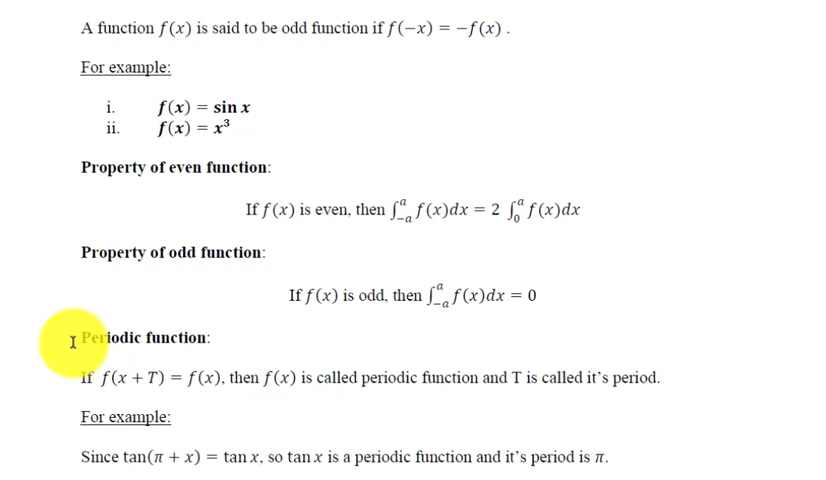 A function f(x) is said to be odd function if f(−x) = −f(x) .
For example:
i. f(x) = sin x
ii. f(x) = x³
Property of even function:
If f(x) is even, then ∫₋ₐᵃ f(x)dx = 2 ∫₀ᵃ f(x)dx
Property of odd function:
If f(x) is odd, then ∫₋ₐᵃ f(x)dx = 0
Periodic function:
If f(x + T) = f(x), then f(x) is called periodic function and T is called it's period.
For example:
Since tan(π + x) = tan x, so tan x is a periodic function and it's period is π.